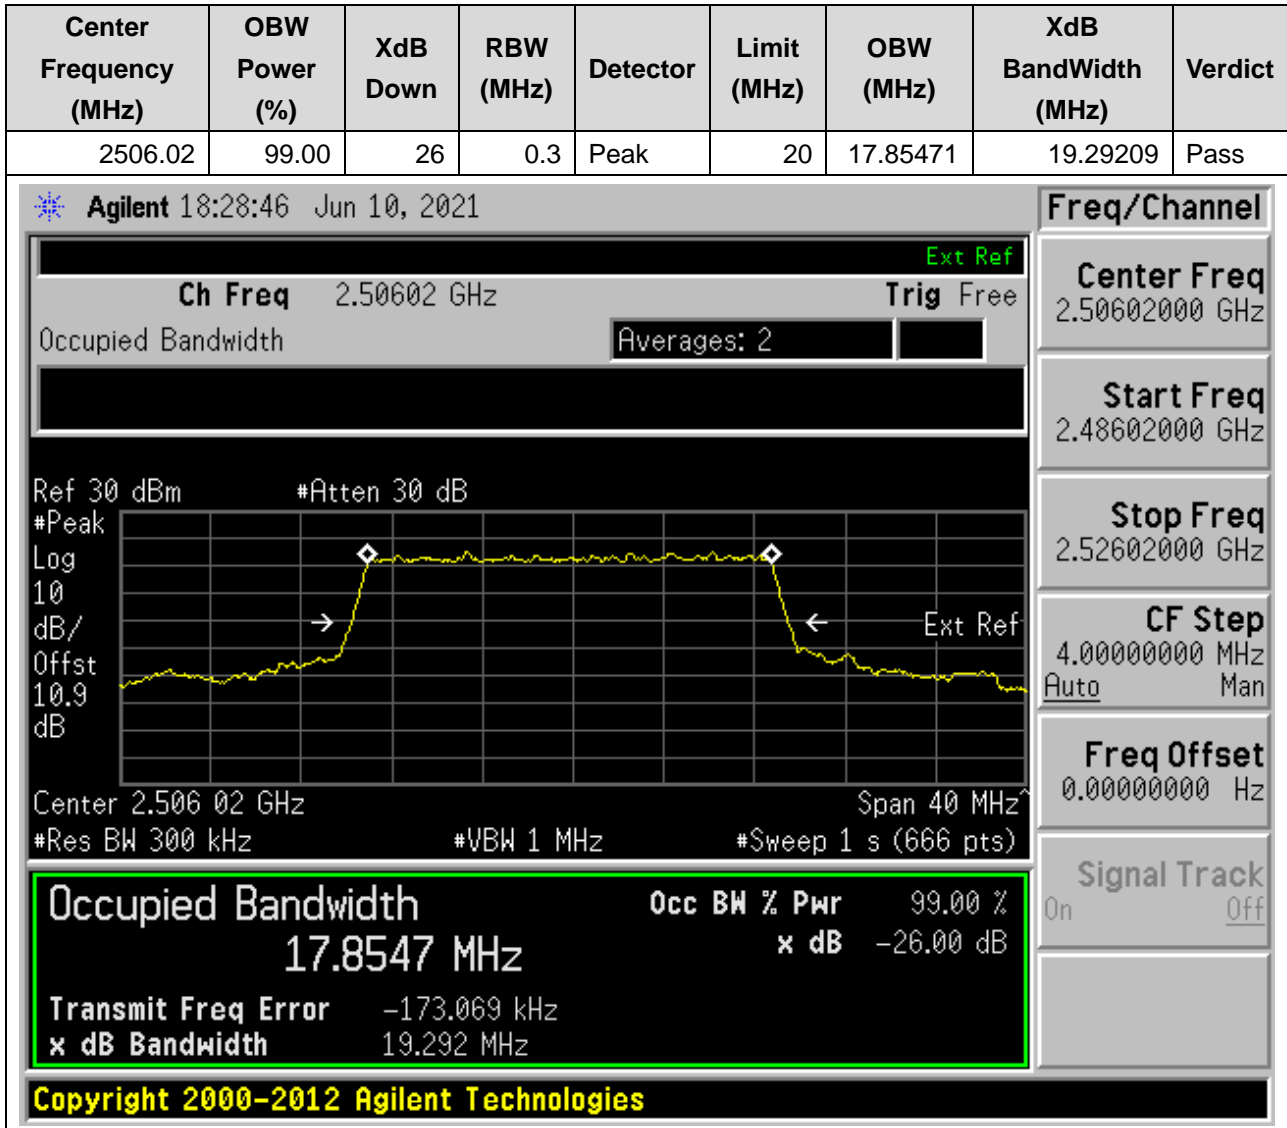 Center Frequency (MHz) OBW Power (%) XdB Down RBW (MHz) Detector Limit (MHz) OBW (MHz) XdB BandWidth (MHz) Verdict
2506.02 99.00 26 0.3 Peak 20 17.85471 19.29209 Pass
Agilent 18:28:46 Jun 10, 2021
Freq/Channel
Ext Ref
Ch Freq 2.50602 GHz Trig Free
Occupied Bandwidth Averages: 2
Ref 30 dBm #Atten 30 dB
#Peak
Log
10
dB/
Offst
10.9
dB
Ext Ref
Center 2.506 02 GHz Span 40 MHz^
#Res BW 300 kHz #VBW 1 MHz #Sweep 1 s (666 pts)
Occupied Bandwidth
17.8547 MHz
Occ BW % Pwr 99.00 %
x dB -26.00 dB
Transmit Freq Error -173.069 kHz
x dB Bandwidth 19.292 MHz
Center Freq
2.50602000 GHz
Start Freq
2.48602000 GHz
Stop Freq
2.52602000 GHz
CF Step
4.00000000 MHz
Auto Man
Freq Offset
0.00000000 Hz
Signal Track
On Off
Copyright 2000-2012 Agilent Technologies